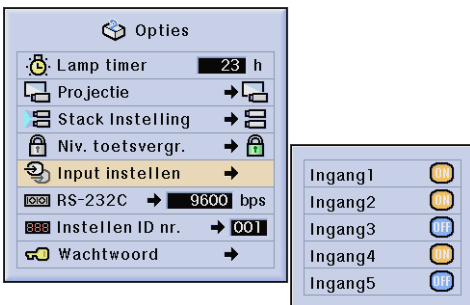 Opties
Lamp timer 23 h
Projectie
Stack Instelling
Niv. toetsvergr.
Input instellen
RS-232C 9600 bps
888 Instellen ID nr. 001
Wachtwoord
Ingang1 ON
Ingang2 ON
Ingang3 OFF
Ingang4 ON
Ingang5 OFF